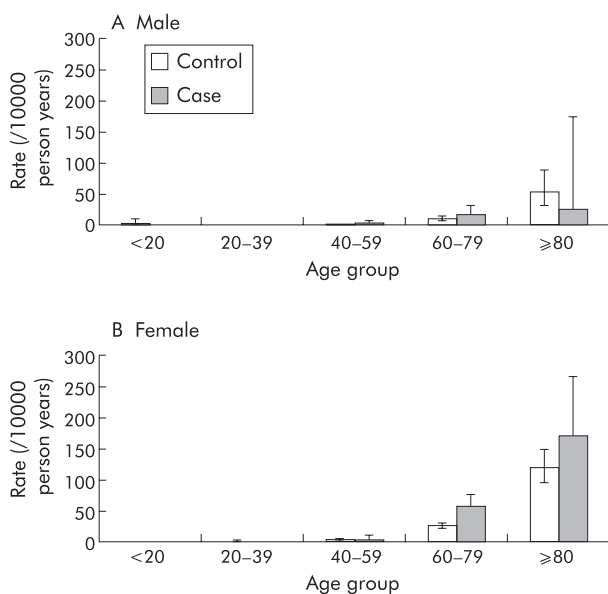 A Male
300
250
200
150
100
50
0
Rate (/10000
person years)
Control
Case
<20
20–39
40–59
60–79
⩾80
Age group
B Female
300
250
200
150
100
50
0
Rate (/10000
person years)
<20
20–39
40–59
60–79
⩾80
Age group